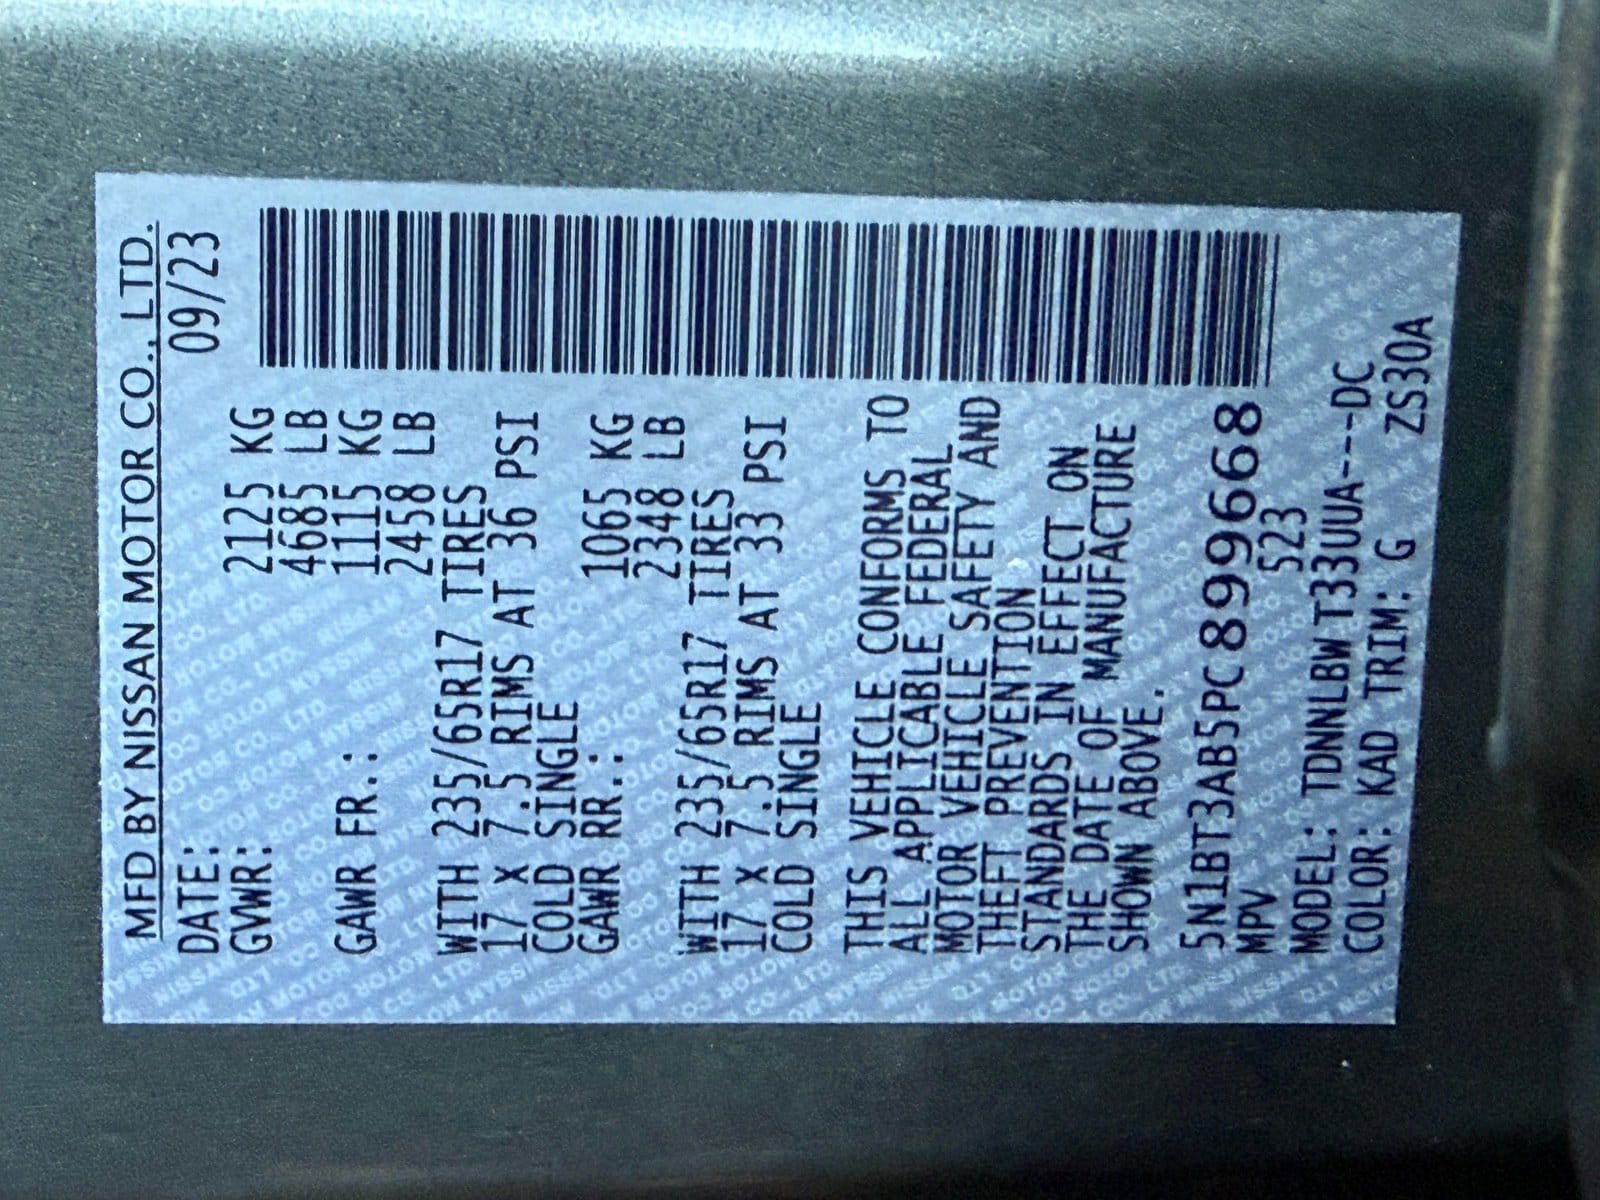 MFD BY NISSAN MOTOR CO., LTD.
DATE: 09/23
GVWR: 2125 KG
4685 LB
GAWR FR.: 1115 KG
2458 LB
WITH 235/65R17 TIRES
17 X 7.5 RIMS AT 36 PSI
COLD SINGLE
GAWR RR.: 1065 KG
2348 LB
WITH 235/65R17 TIRES
17 X 7.5 RIMS AT 33 PSI
COLD SINGLE
THIS VEHICLE CONFORMS TO
ALL APPLICABLE FEDERAL
MOTOR VEHICLE SAFETY AND
THEFT PREVENTION
STANDARDS IN EFFECT ON
THE DATE OF MANUFACTURE
SHOWN ABOVE.
5N1BT3AB5PC899668
MPV 523
MODEL: TDNNLBW T33UUA---DC
COLOR: KAD TRIM: G ZS30A